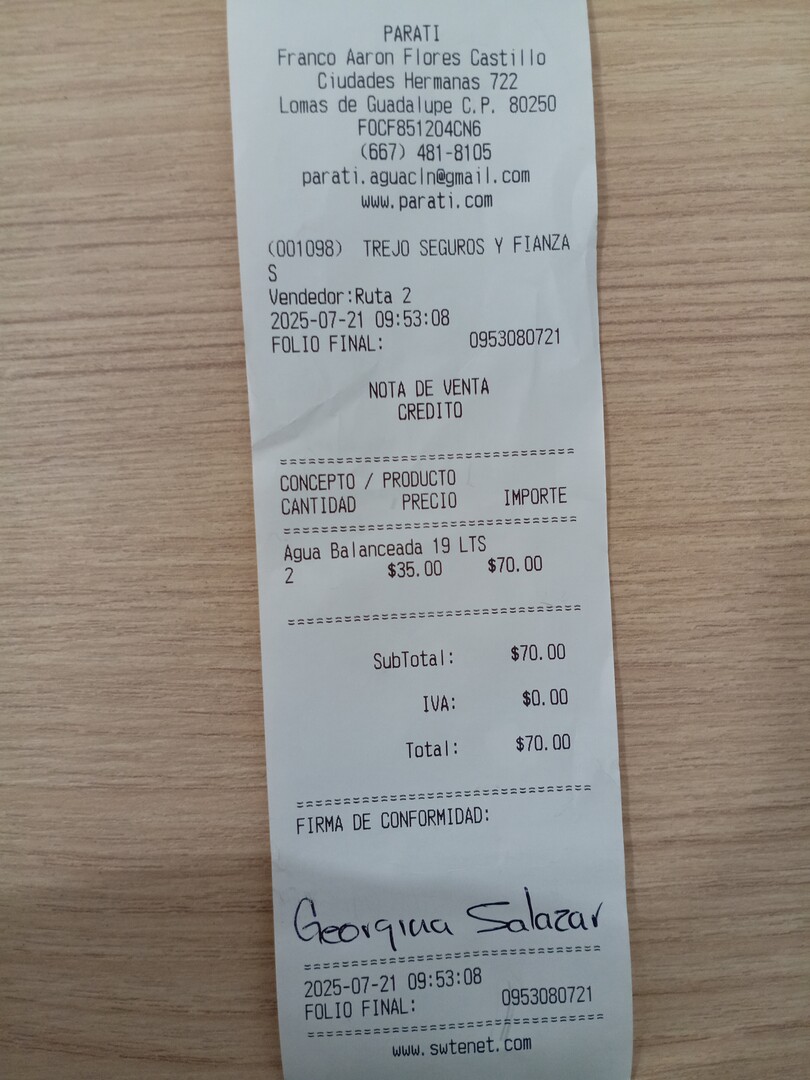 PARATI
Franco Aaron Flores Castillo
Ciudades Hermanas 722
Lomas de Guadalupe C.P. 80250
FOCF851204CN6
(667) 481-8105
parati.aguacln@gmail.com
www.parati.com
(001098) TREJO SEGUROS Y FIANZA
S
Vendedor:Ruta 2
2025-07-21 09:53:08
FOLIO FINAL: 0953080721
NOTA DE VENTA
CREDITO
==============================
CONCEPTO / PRODUCTO
CANTIDAD PRECIO IMPORTE
==============================
Agua Balanceada 19 LTS
2 $35.00 $70.00
==============================
SubTotal: $70.00
IVA: $0.00
Total: $70.00
==============================
FIRMA DE CONFORMIDAD:
Georgina Salazar
==============================
2025-07-21 09:53:08
FOLIO FINAL: 0953080721
==============================
www.swtenet.com